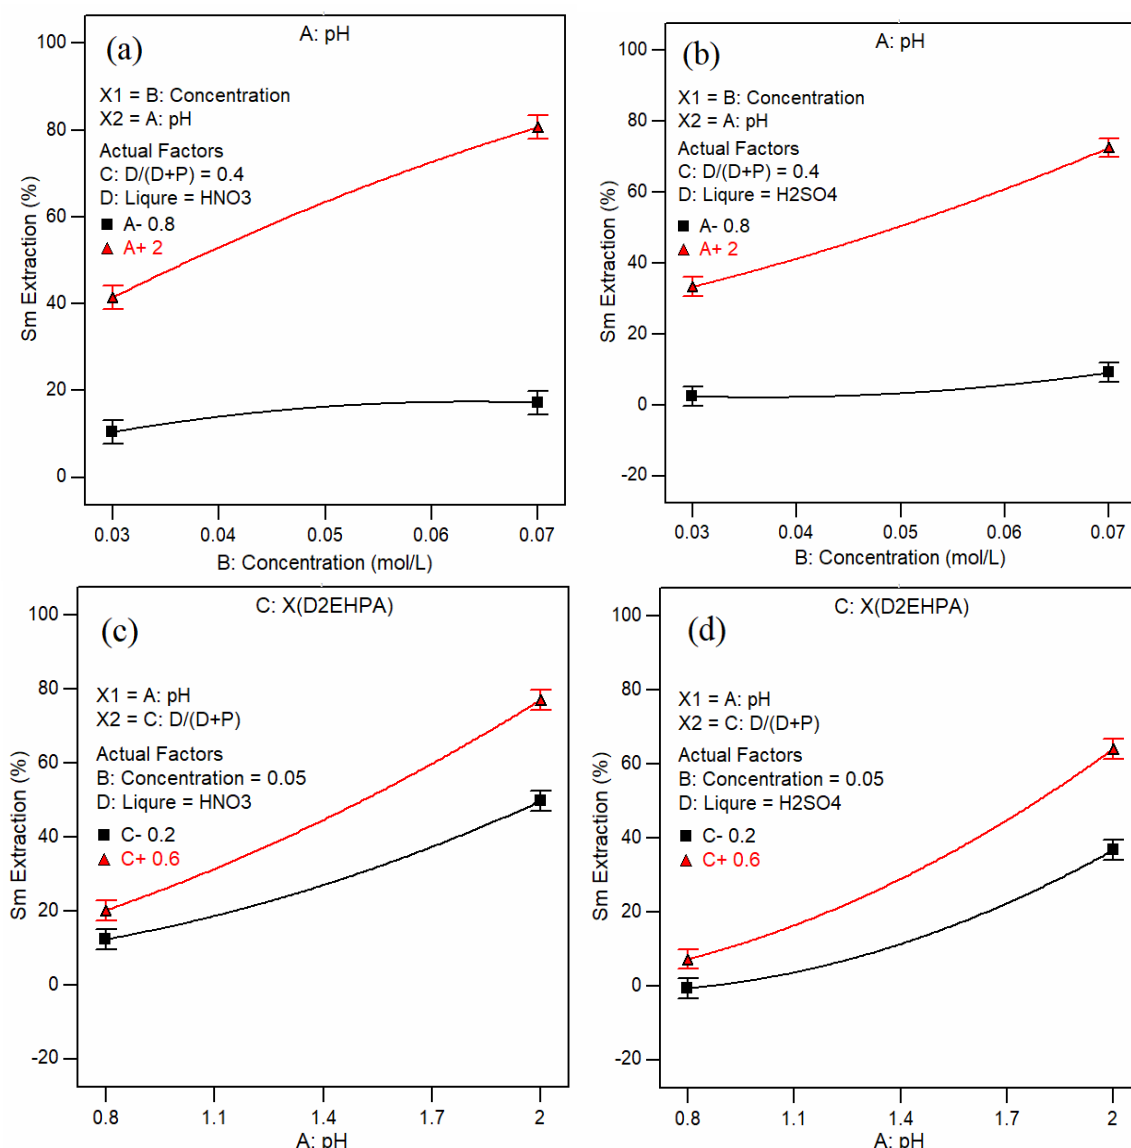 (a)
A: pH
X1 = B: Concentration
X2 = A: pH
Actual Factors
C: D/(D+P) = 0.4
D: Liqure = HNO3
A- 0.8
A+ 2
Sm Extraction (%)
100
80
60
40
20
0
0.03
0.04
0.05
0.06
0.07
B: Concentration (mol/L)
(b)
A: pH
X1 = B: Concentration
X2 = A: pH
Actual Factors
C: D/(D+P) = 0.4
D: Liqure = H2SO4
A- 0.8
A+ 2
Sm Extraction (%)
100
80
60
40
20
0
-20
0.03
0.04
0.05
0.06
0.07
B: Concentration (mol/L)
(c)
C: X(D2EHPA)
X1 = A: pH
X2 = C: D/(D+P)
Actual Factors
B: Concentration = 0.05
D: Liqure = HNO3
C- 0.2
C+ 0.6
Sm Extraction (%)
100
80
60
40
20
0
-20
0.8
1.1
1.4
1.7
2
A: pH
(d)
C: X(D2EHPA)
X1 = A: pH
X2 = C: D/(D+P)
Actual Factors
B: Concentration = 0.05
D: Liqure = H2SO4
C- 0.2
C+ 0.6
Sm Extraction (%)
100
80
60
40
20
0
-20
0.8
1.1
1.4
1.7
2
A: pH